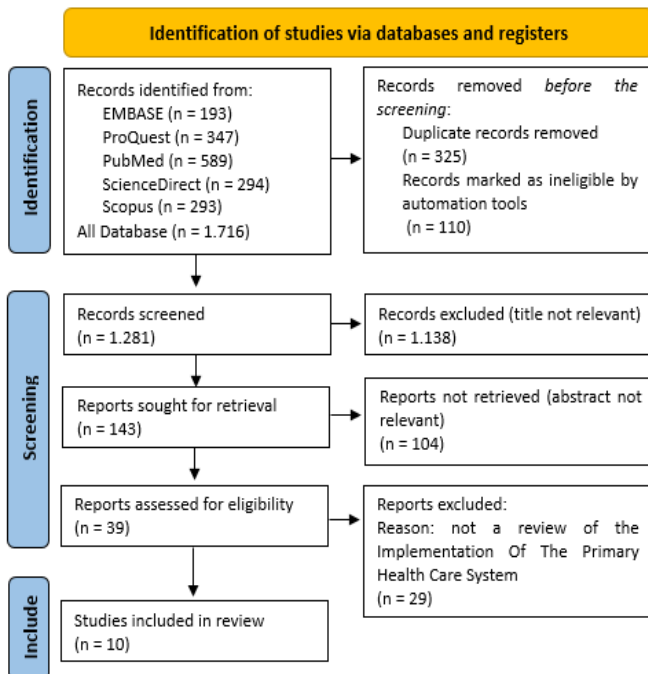 Identification of studies via databases and registers
Identification
Records identified from:
EMBASE (n = 193)
ProQuest (n = 347)
PubMed (n = 589)
ScienceDirect (n = 294)
Scopus (n = 293)
All Database (n = 1.716)
Records removed before the
screening:
Duplicate records removed
(n = 325)
Records marked as ineligible by
automation tools
(n = 110)
Screening
Records screened
(n = 1.281)
Records excluded (title not relevant)
(n = 1.138)
Reports sought for retrieval
(n = 143)
Reports not retrieved (abstract not
relevant)
(n = 104)
Reports assessed for eligibility
(n = 39)
Reports excluded:
Reason: not a review of the
Implementation Of The Primary
Health Care System
(n = 29)
Include
Studies included in review
(n = 10)